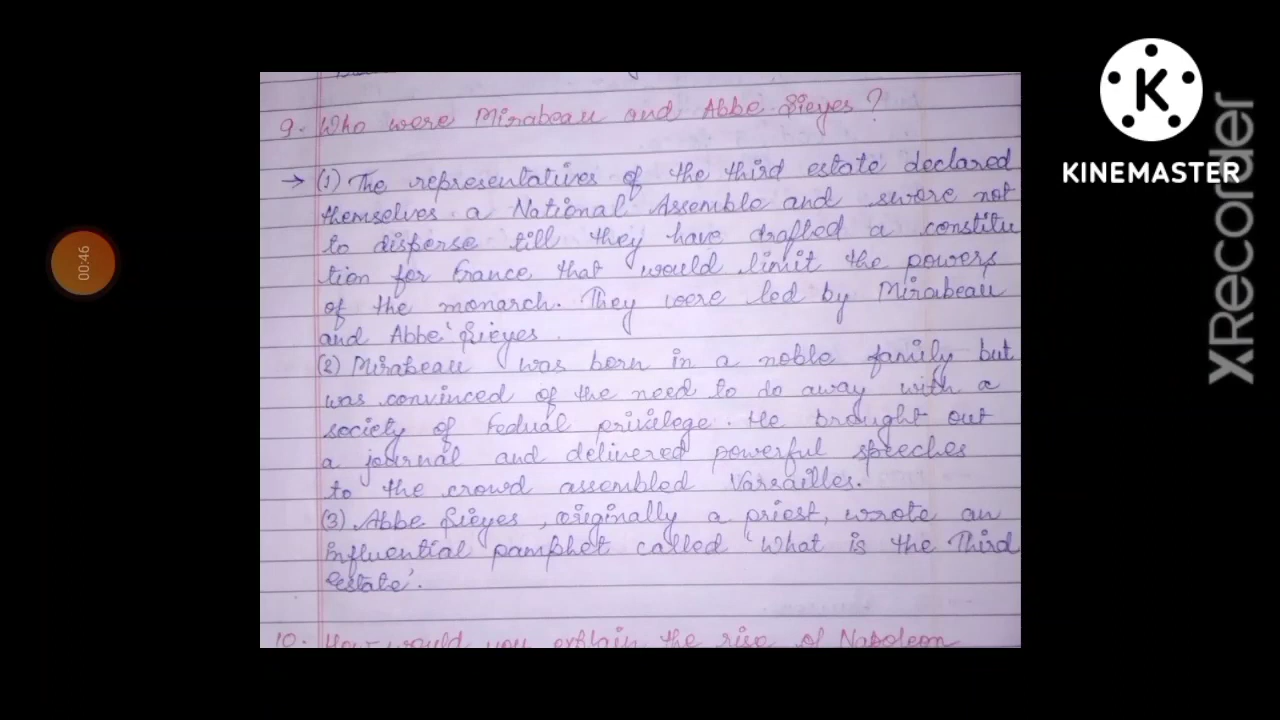 9. Who were Mirabeau and Abbe Sieyes?
→ (1) The representatives of the third estate declared
themselves a National Assemble and swore not
to disperse till they have drafted a constitu
tion for France that would limit the powers
of the monarch. They were led by Mirabeau
and Abbe' Sieyes.
(2) Mirabeau was born in a noble family but
was convinced of the need to do away with a
society of Fedual privilege. He brought out
a journal and delivered powerful speeches
to the crowd assembled Varsailles.
(3) Abbe Sieyes, originally a priest, wrote an
influential pamphet called 'What is the Third
estate'.
10. How would you explain the rise of Napoleon
00:46
K
KINEMASTER
XRecorder